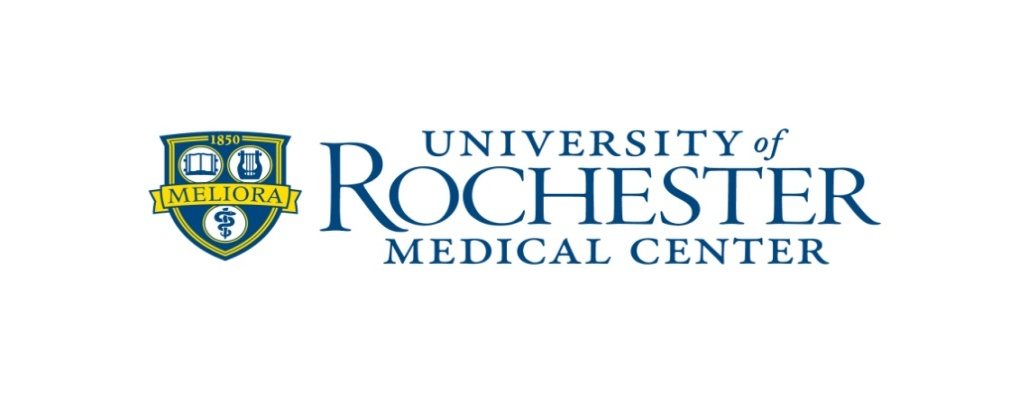 1850
MELIORA
UNIVERSITY of
ROCHESTER
MEDICAL CENTER